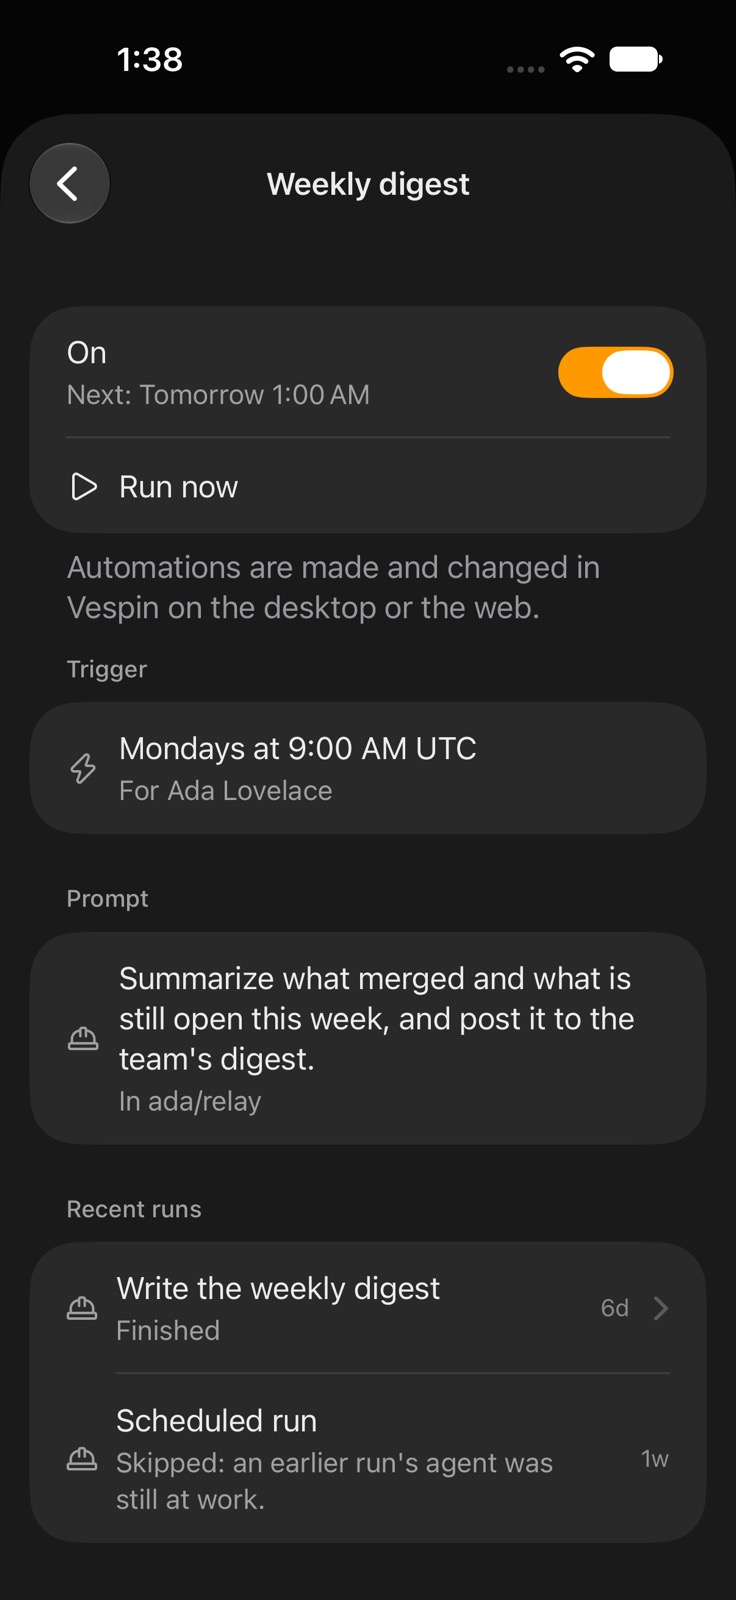 1:38
Weekly digest
On
Next: Tomorrow 1:00 AM
Run now
Automations are made and changed in
Vespin on the desktop or the web.
Trigger
Mondays at 9:00 AM UTC
For Ada Lovelace
Prompt
Summarize what merged and what is
still open this week, and post it to the
team's digest.
In ada/relay
Recent runs
Write the weekly digest
Finished
6d
Scheduled run
Skipped: an earlier run's agent was
still at work.
1w